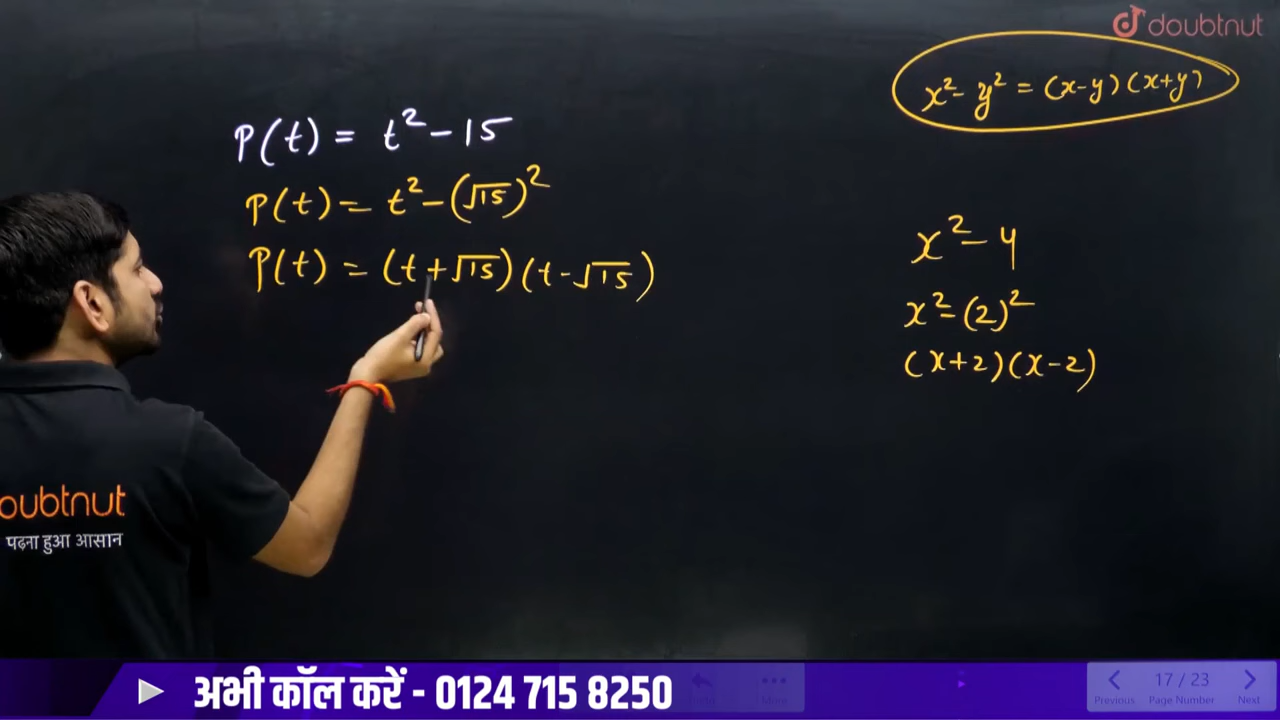 doubtnut
x² - y² = (x-y)(x+y)
P(t) = t² - 15
P(t) = t² - (√15)²
P(t) = (t+√15)(t-√15)
x² - 4
x² - (2)²
(x+2)(x-2)
oubtnut
पढ़ना हुआ आसान
अभी कॉल करें - 0124 715 8250
More
17 / 23
Previous Page Number Next